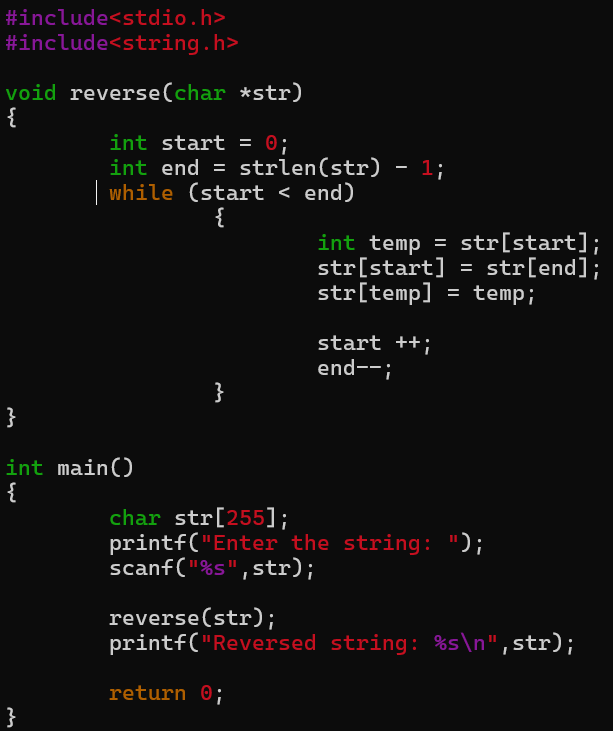 #include<stdio.h>
#include<string.h>

void reverse(char *str)
{
        int start = 0;
        int end = strlen(str) - 1;
        while (start < end)
                {
                        int temp = str[start];
                        str[start] = str[end];
                        str[temp] = temp;

                        start ++;
                        end--;
                }
}

int main()
{
        char str[255];
        printf("Enter the string: ");
        scanf("%s",str);

        reverse(str);
        printf("Reversed string: %s\n",str);

        return 0;
}